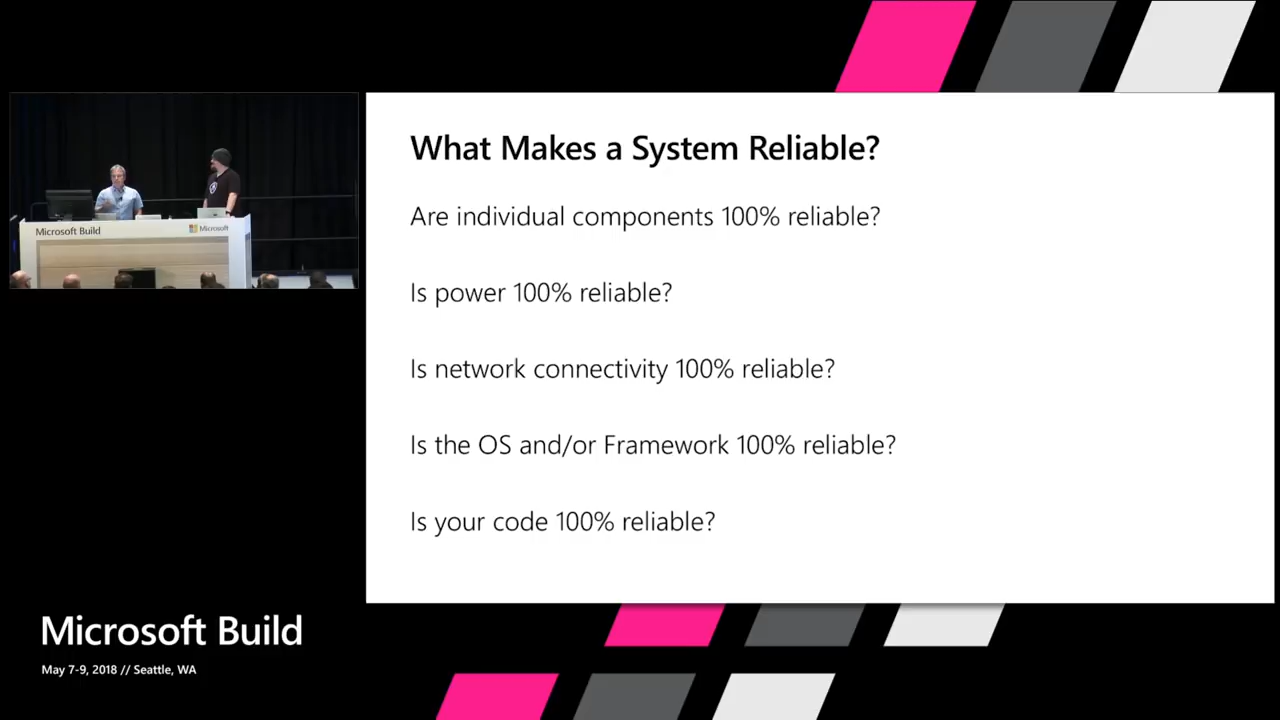 What Makes a System Reliable?
Are individual components 100% reliable?
Is power 100% reliable?
Is network connectivity 100% reliable?
Is the OS and/or Framework 100% reliable?
Is your code 100% reliable?
Microsoft Build
Microsoft
Microsoft Build
May 7-9, 2018 // Seattle, WA